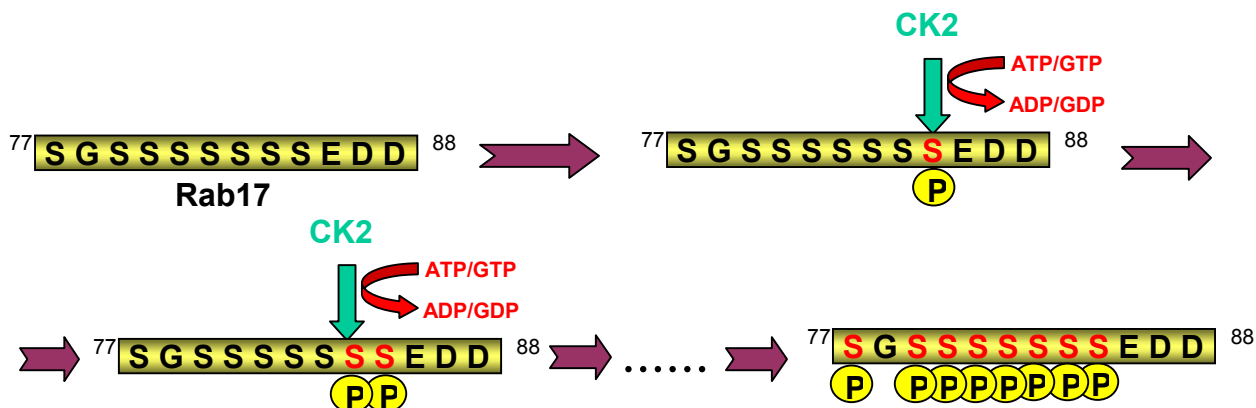 CK2
ATP/GTP
ADP/GDP
77 S G S S S S S S S E D D 88
77 S G S S S S S S S E D D 88
Rab17
P
CK2
ATP/GTP
ADP/GDP
77 S G S S S S S S S E D D 88
......
77 S G S S S S S S S E D D 88
P P
P P P P P P P P